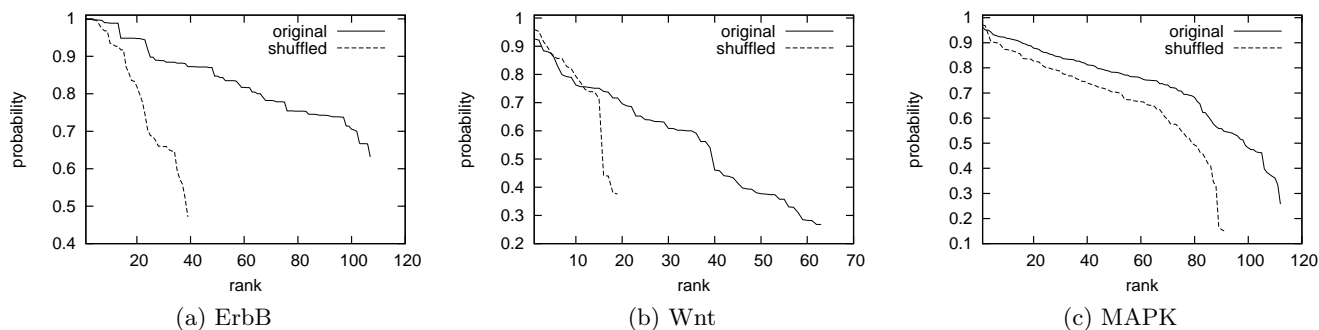 1
0.9
0.8
0.7
0.6
0.5
0.4
probability
20 40 60 80 100 120
rank
original
shuffled
(a) ErbB
1
0.9
0.8
0.7
0.6
0.5
0.4
0.3
0.2
probability
10 20 30 40 50 60 70
rank
original
shuffled
(b) Wnt
1
0.9
0.8
0.7
0.6
0.5
0.4
0.3
0.2
0.1
probability
20 40 60 80 100 120
rank
original
shuffled
(c) MAPK